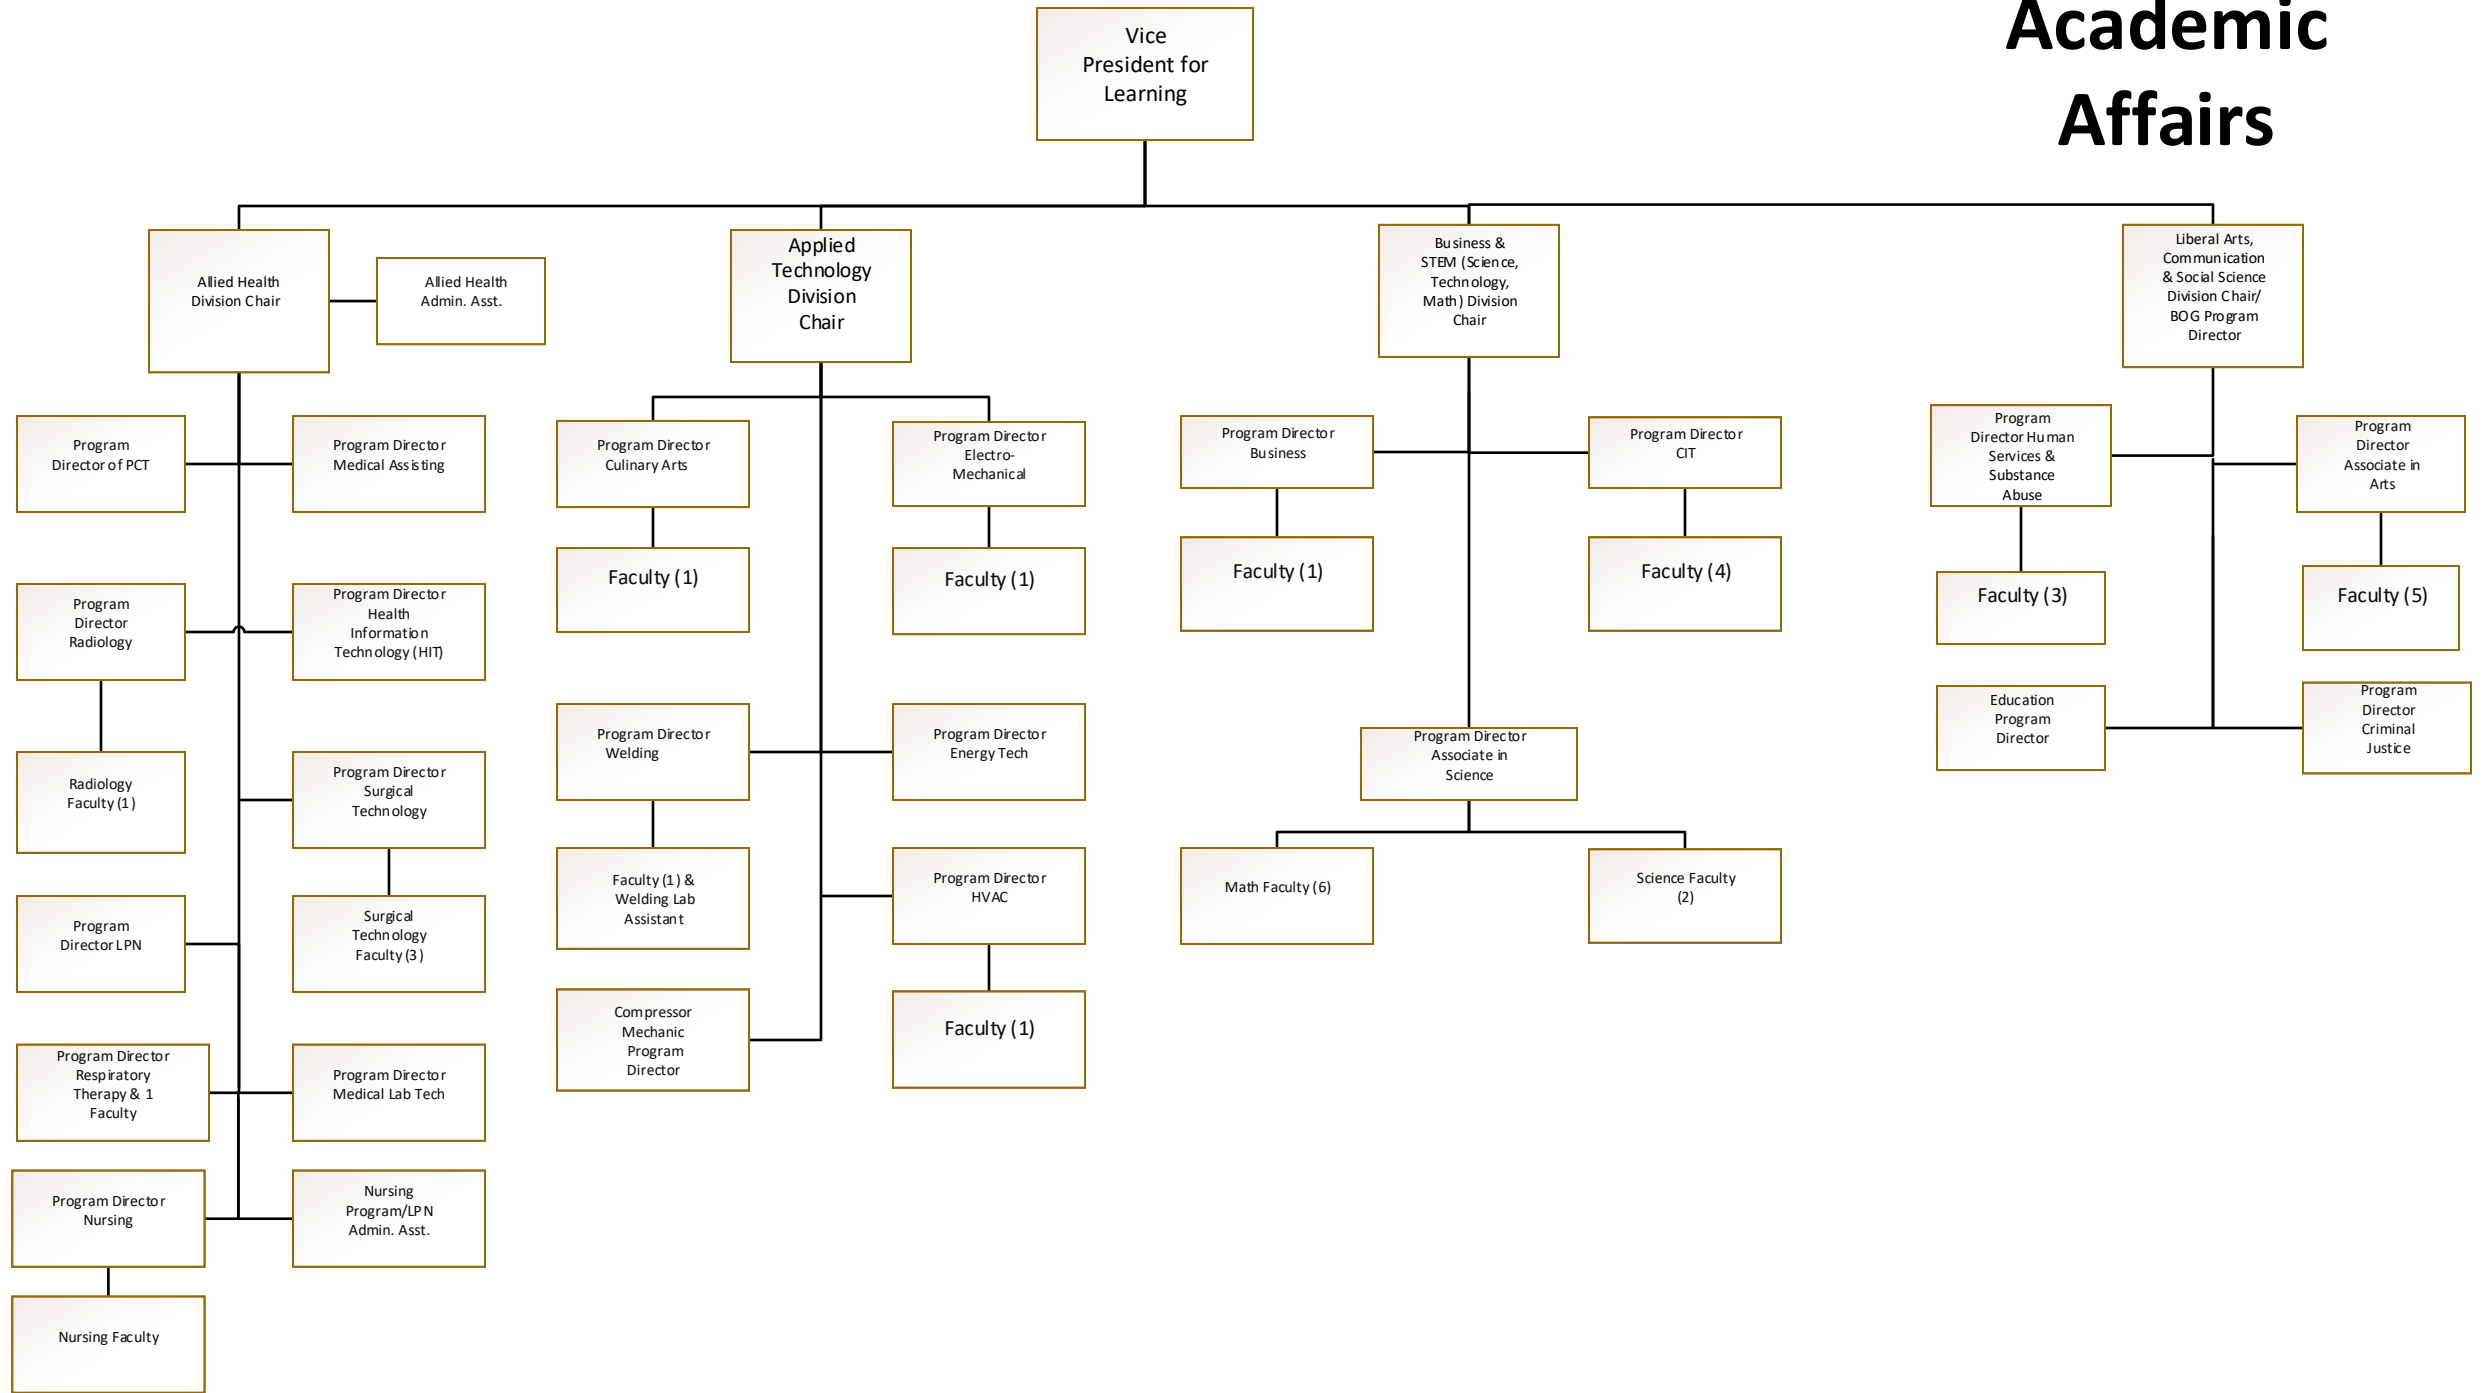 Academic
Affairs
Vice
President for
Learning
Allied Health
Division Chair
Allied Health
Admin. Asst.
Applied
Technology
Division
Chair
Business &
STEM (Science,
Technology,
Math) Division
Chair
Liberal Arts,
Communication
& Social Science
Division Chair/
BOG Program
Director
Program
Director of PCT
Program Director
Medical Assisting
Program Director
Culinary Arts
Program Director
Electro-
Mechanical
Program Director
Business
Program Director
CIT
Program
Director Human
Services &
Substance
Abuse
Program
Director
Associate in
Arts
Faculty (1)
Faculty (1)
Faculty (1)
Faculty (4)
Faculty (3)
Faculty (5)
Program
Director
Radiology
Program Director
Health
Information
Technology (HIT)
Program Director
Welding
Program Director
Energy Tech
Program Director
Associate in
Science
Education
Program
Director
Program
Director
Criminal
Justice
Radiology
Faculty (1)
Program Director
Surgical
Technology
Faculty (1) &
Welding Lab
Assistant
Program Director
HVAC
Math Faculty (6)
Science Faculty
(2)
Program
Director LPN
Surgical
Technology
Faculty (3)
Compressor
Mechanic
Program
Director
Faculty (1)
Program Director
Respiratory
Therapy & 1
Faculty
Program Director
Medical Lab Tech
Program Director
Nursing
Nursing
Program/LPN
Admin. Asst.
Nursing Faculty